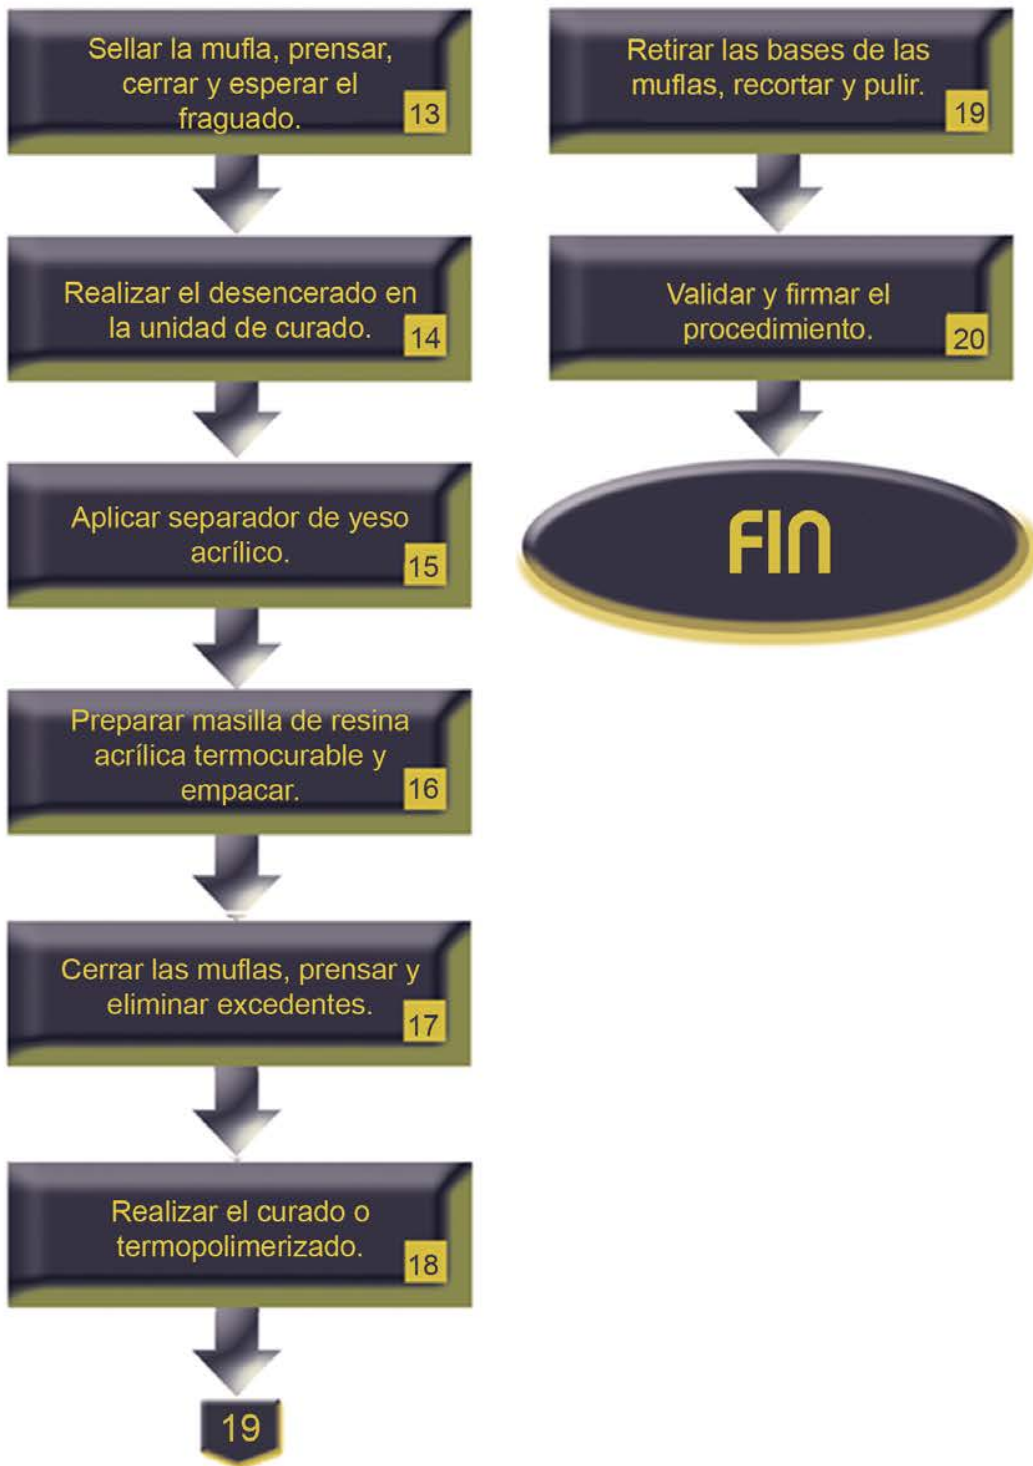 Sellar la mufla, prensar,
cerrar y esperar el
fraguado.
13
Realizar el desencerado en
la unidad de curado.
14
Aplicar separador de yeso
acrílico.
15
Preparar masilla de resina
acrílica termocurable y
empacar.
16
Cerrar las muflas, prensar y
eliminar excedentes.
17
Realizar el curado o
termopolimerizado.
18
19
Retirar las bases de las
muflas, recortar y pulir.
19
Validar y firmar el
procedimiento.
20
FIN